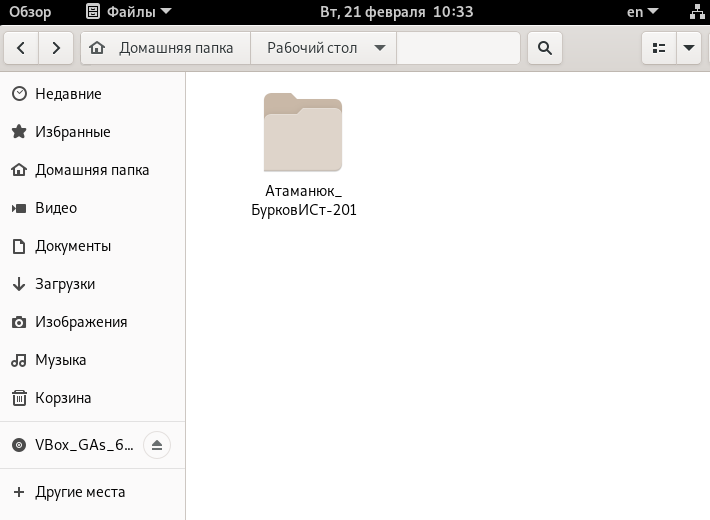 Обзор
Файлы
Вт, 21 февраля 10:33
en
Домашняя папка
Рабочий стол
Недавние
Избранные
Домашняя папка
Видео
Документы
Загрузки
Изображения
Музыка
Корзина
VBox_GAs_6...
Другие места
Атаманюк_
БурковИСт-201